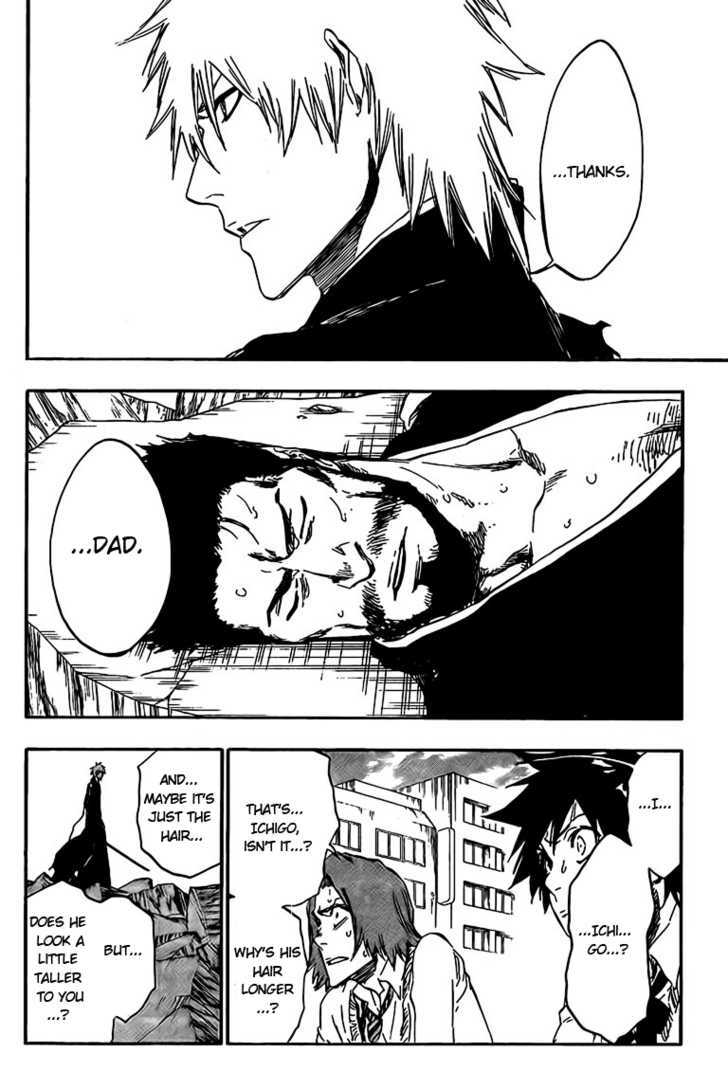 ...THANKS.
...DAD.
...I...
...ICHI
GO...?
THAT'S...
ICHIGO,
ISN'T IT...?
WHY'S HIS
HAIR
LONGER
...?
AND...
MAYBE IT'S
JUST THE
HAIR...
BUT...
DOES HE
LOOK A
LITTLE
TALLER
TO YOU
...?